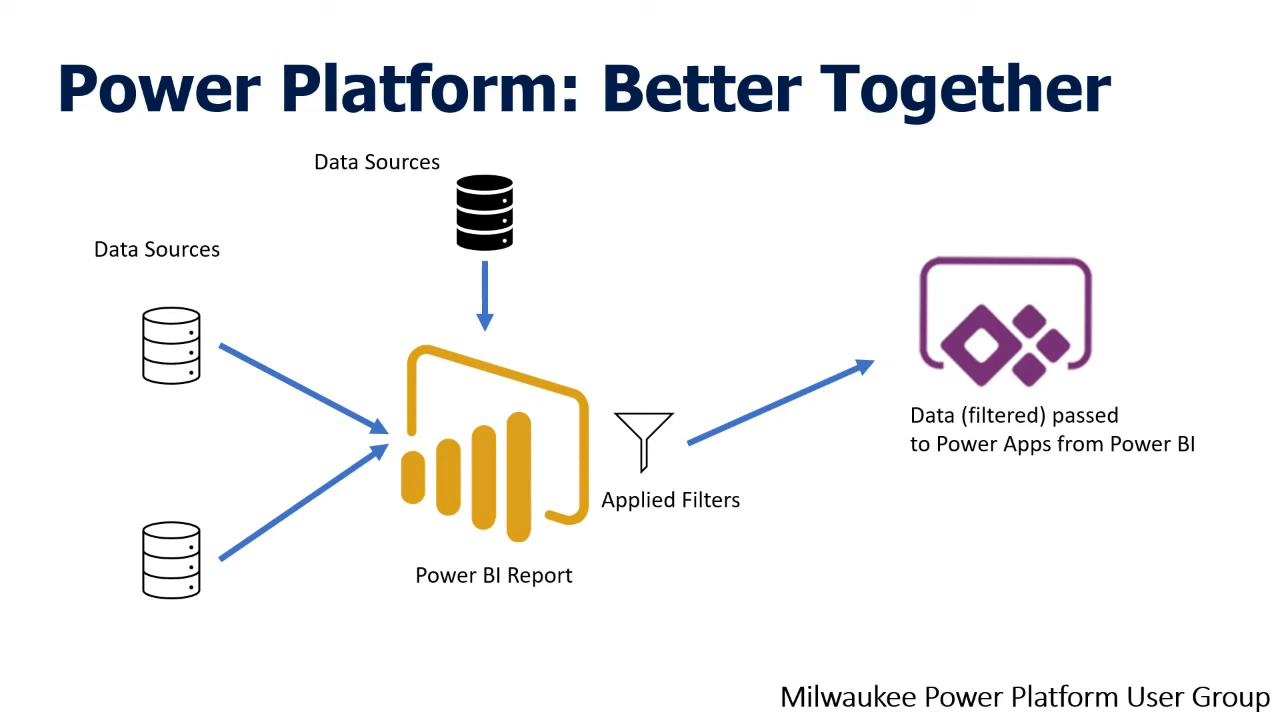 Power Platform: Better Together
Data Sources
Data Sources
Data (filtered) passed
to Power Apps from Power BI
Applied Filters
Power BI Report
Milwaukee Power Platform User Group